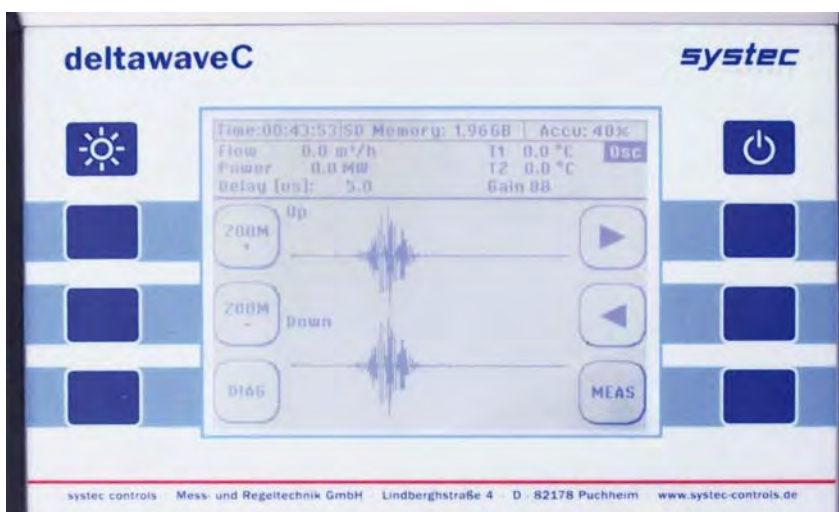 deltawaveC
systec
Time:00:43:53 SD Memory: 1,96GB Accu: 40%
Flow 0.0 m³/h T1 0.0 °C Osc
Power 0.0 MW T2 0.0 °C
Delay [us]: 5.0 Gain 88
Up
ZOOM +
ZOOM -
Down
DIAG
MEAS
systec controls Mess- und Regeltechnik GmbH Lindberghstraße 4 D - 82178 Puchheim www.systec-controls.de